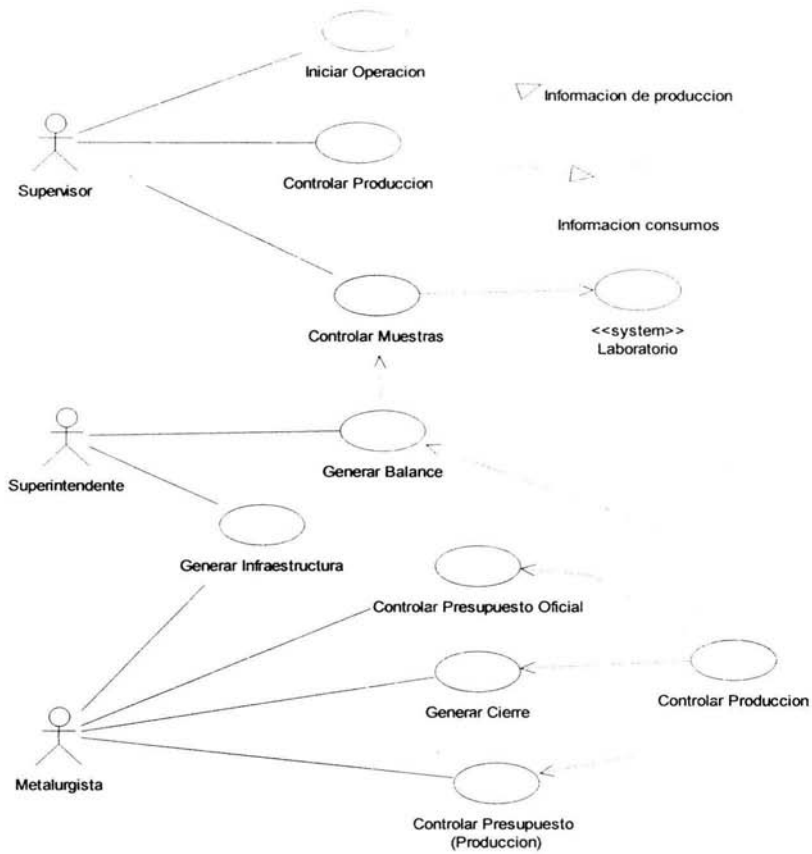 Iniciar Operacion
Informacion de produccion
Supervisor
Controlar Produccion
Informacion consumos
Controlar Muestras
<<system>>
Laboratorio
Superintendente
Generar Balance
Generar Infraestructura
Controlar Presupuesto Oficial
Generar Cierre
Controlar Produccion
Metalurgista
Controlar Presupuesto
(Produccion)